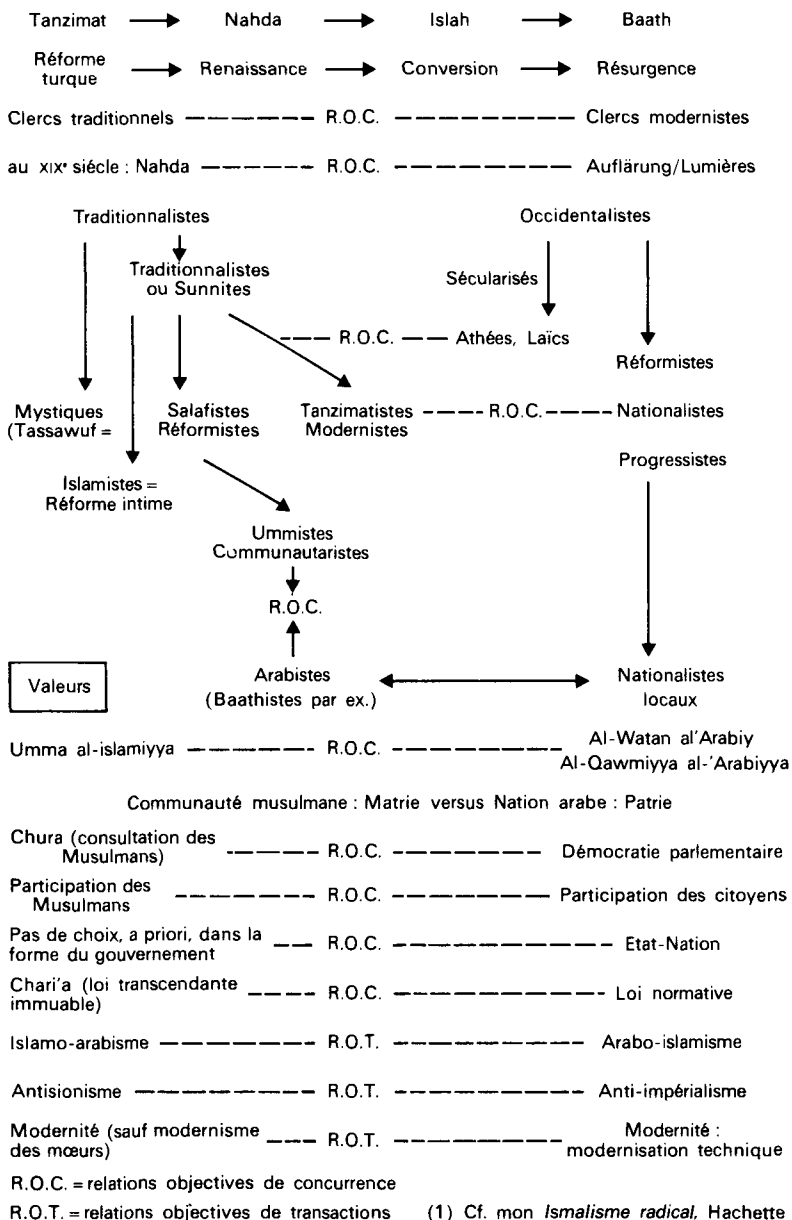 Tanzimat Nahda Islah Baath
Réforme
turque Renaissance Conversion Résurgence
Clercs traditionnels R.O.C. Clercs modernistes
au XIXᵉ siécle : Nahda R.O.C. Auflärung/Lumières
Traditionnalistes Occidentalistes
Traditionnalistes
ou Sunnites
Sécularisés
R.O.C. Athées, Laïcs
Réformistes
Mystiques
(Tassawuf =
Salafistes
Réformistes
Tanzimatistes
Modernistes
R.O.C. Nationalistes
Progressistes
Islamistes =
Réforme intime
Ummistes
Communautaristes
R.O.C.
Valeurs
Arabistes
(Baathistes par ex.)
Nationalistes
locaux
Umma al-islamiyya R.O.C. Al-Watan al'Arabiy
Al-Qawmiyya al-'Arabiyya
Communauté musulmane : Matrie versus Nation arabe : Patrie
Chura (consultation des
Musulmans) R.O.C. Démocratie parlementaire
Participation des
Musulmans R.O.C. Participation des citoyens
Pas de choix, a priori, dans la
forme du gouvernement R.O.C. Etat-Nation
Chari'a (loi transcendante
immuable) R.O.C. Loi normative
Islamo-arabisme R.O.T. Arabo-islamisme
Antisionisme R.O.T. Anti-impérialisme
Modernité (sauf modernisme
des mœurs) R.O.T. Modernité :
modernisation technique
R.O.C. = relations objectives de concurrence
R.O.T. = relations objectives de transactions (1) Cf. mon Ismalisme radical, Hachette